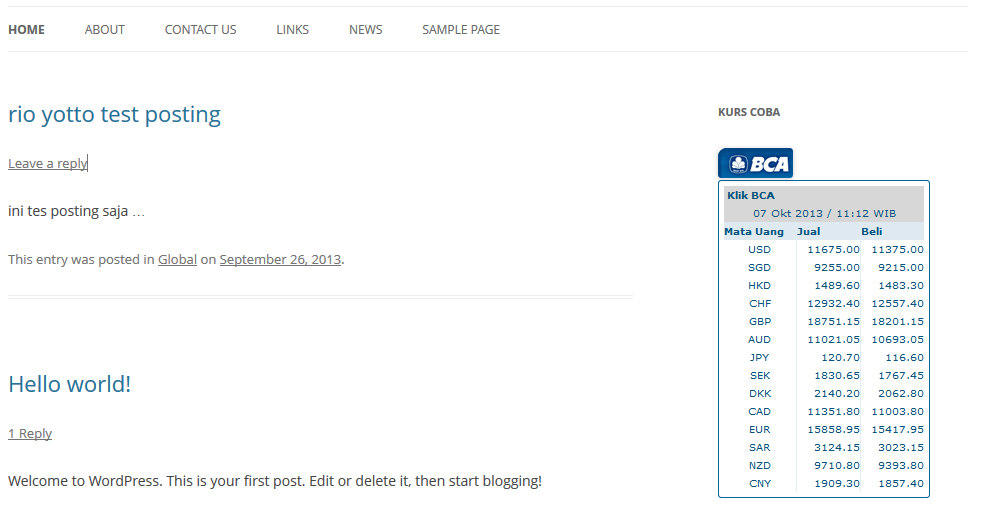 HOME ABOUT CONTACT US LINKS NEWS SAMPLE PAGE
rio yotto test posting
Leave a reply
ini tes posting saja …
This entry was posted in Global on September 26, 2013.
Hello world!
1 Reply
Welcome to WordPress. This is your first post. Edit or delete it, then start blogging!
KURS COBA
BCA
Klik BCA
07 Okt 2013 / 11:12 WIB
Mata Uang Jual Beli
USD 11675.00 11375.00
SGD 9255.00 9215.00
HKD 1489.60 1483.30
CHF 12932.40 12557.40
GBP 18751.15 18201.15
AUD 11021.05 10693.05
JPY 120.70 116.60
SEK 1830.65 1767.45
DKK 2140.20 2062.80
CAD 11351.80 11003.80
EUR 15858.95 15417.95
SAR 3124.15 3023.15
NZD 9710.80 9393.80
CNY 1909.30 1857.40